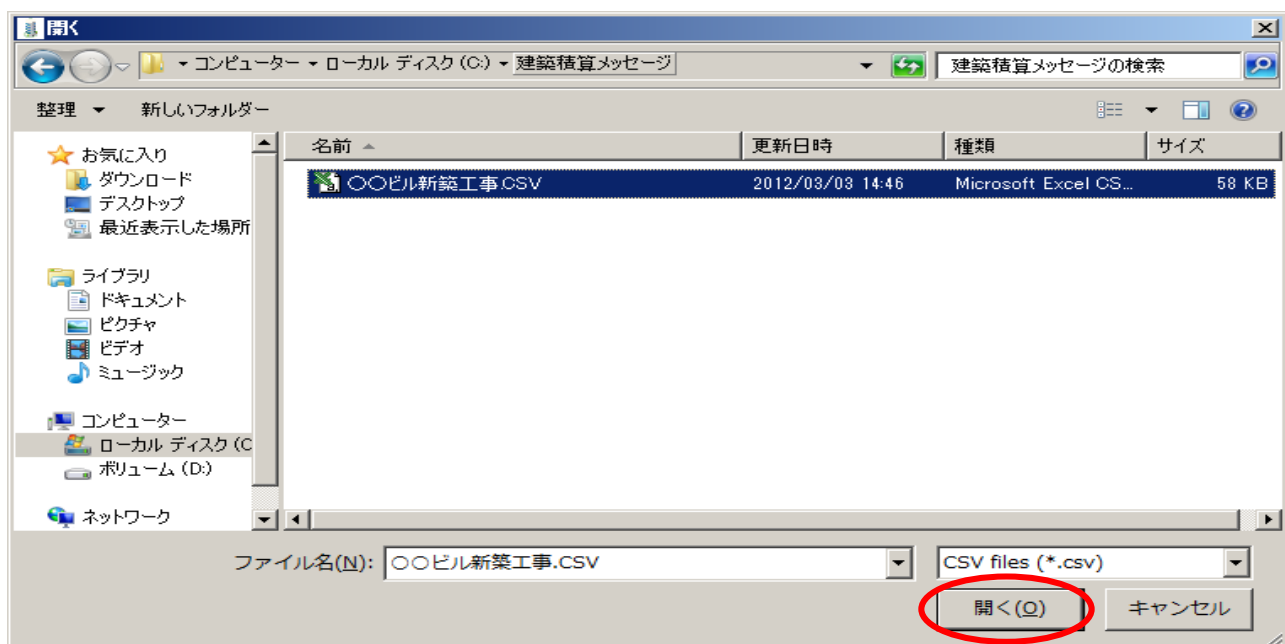 開く
コンピューター ローカル ディスク (C:) 建築積算メッセージ 建築積算メッセージの検索
整理 新しいフォルダー
名前 更新日時 種類 サイズ
〇〇ビル新築工事.CSV 2012/03/03 14:46 Microsoft Excel CS... 58 KB
お気に入り
ダウンロード
デスクトップ
最近表示した場所
ライブラリ
ドキュメント
ピクチャ
ビデオ
ミュージック
コンピューター
ローカル ディスク (C
ボリューム (D:)
ネットワーク
ファイル名(N): 〇〇ビル新築工事.CSV CSV files (*.csv)
開く(O) キャンセル